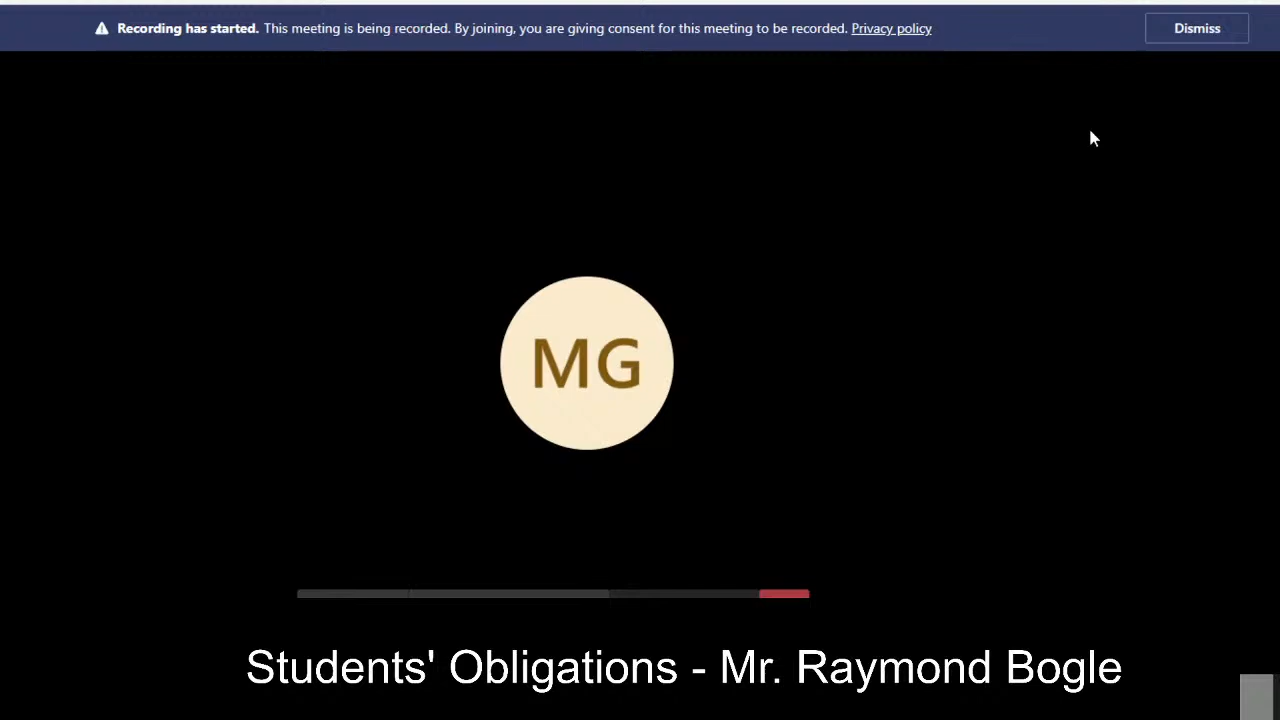 Recording has started. This meeting is being recorded. By joining, you are giving consent for this meeting to be recorded. Privacy policy Dismiss
MG
Students' Obligations - Mr. Raymond Bogle